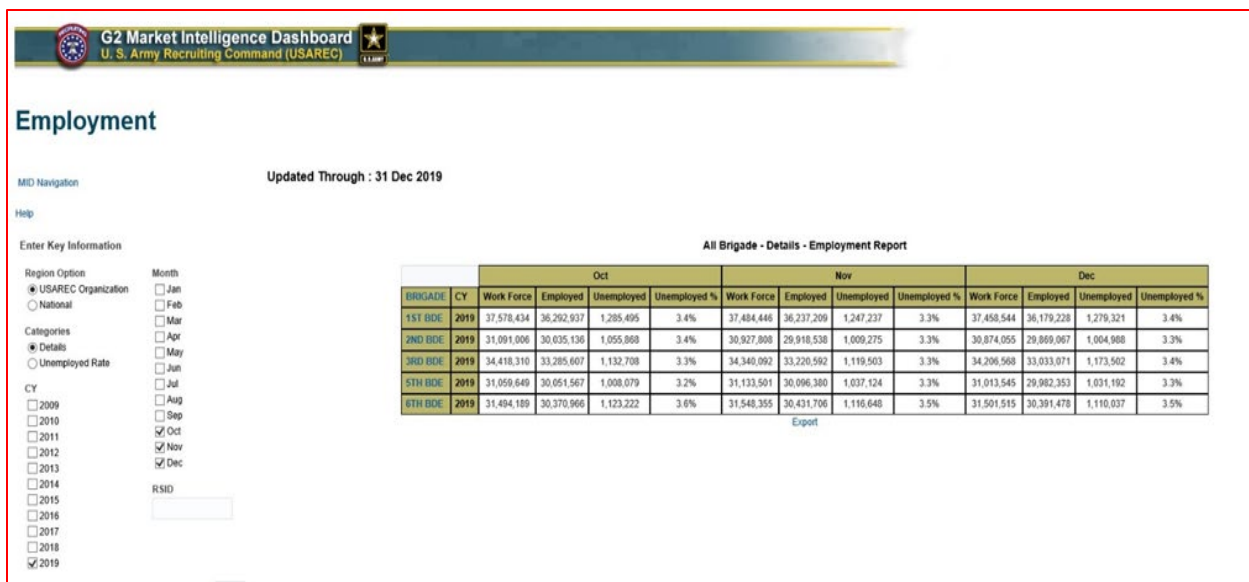 RECRUITING
G2 Market Intelligence Dashboard
U. S. Army Recruiting Command (USAREC)
U.S.ARMY
Employment
MID Navigation
Updated Through : 31 Dec 2019
Help
Enter Key Information
Region Option
USAREC Organization
National
Categories
Details
Unemployed Rate
CY
2009
2010
2011
2012
2013
2014
2015
2016
2017
2018
2019
Month
Jan
Feb
Mar
Apr
May
Jun
Jul
Aug
Sep
Oct
Nov
Dec
RSID
All Brigade - Details - Employment Report
Oct Nov Dec
BRIGADE CY Work Force Employed Unemployed Unemployed % Work Force Employed Unemployed Unemployed % Work Force Employed Unemployed Unemployed %
1ST BDE 2019 37,578,434 36,292,937 1,285,495 3.4% 37,484,446 36,237,209 1,247,237 3.3% 37,458,544 36,179,228 1,279,321 3.4%
2ND BDE 2019 31,091,006 30,035,136 1,055,868 3.4% 30,927,808 29,918,538 1,009,275 3.3% 30,874,055 29,869,067 1,004,988 3.3%
3RD BDE 2019 34,418,310 33,285,607 1,132,708 3.3% 34,340,092 33,220,592 1,119,503 3.3% 34,206,568 33,033,071 1,173,502 3.4%
5TH BDE 2019 31,059,649 30,051,567 1,008,079 3.2% 31,133,501 30,096,380 1,037,124 3.3% 31,013,545 29,982,353 1,031,192 3.3%
6TH BDE 2019 31,494,189 30,370,966 1,123,222 3.6% 31,548,355 30,431,706 1,116,648 3.5% 31,501,515 30,391,478 1,110,037 3.5%
Export